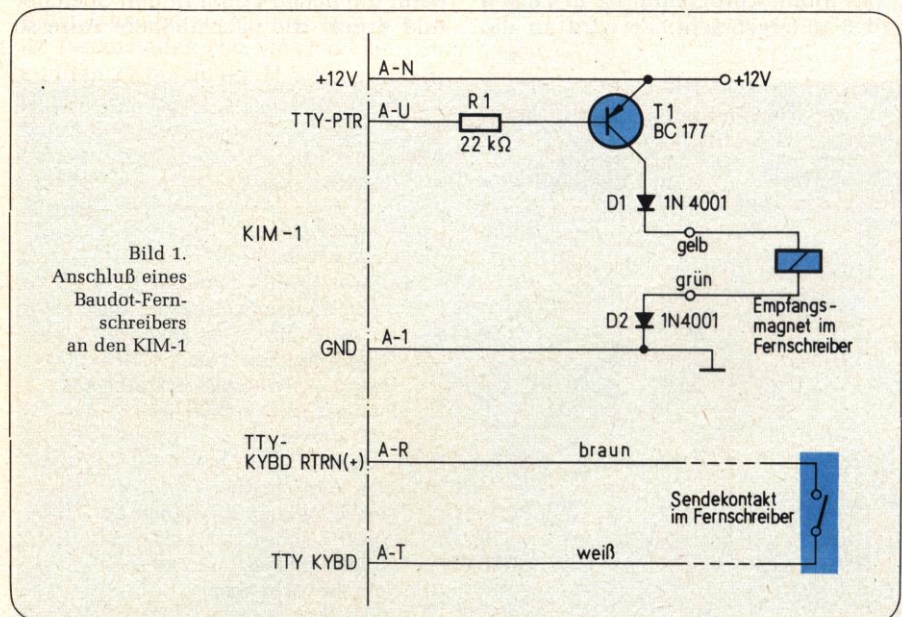 +12V
A-N
+12V
TTY-PTR
A-U
R 1
22 kΩ
T 1
BC 177
D1
1N 4001
KIM-1
gelb
Bild 1.
Anschluß eines
Baudot-Fern-
schreibers
an den KIM-1
grün
D2
1N4001
Empfangs-
magnet im
Fernschreiber
GND
A-1
TTY-
KYBD RTRN(+)
A-R
braun
Sendekontakt
im Fernschreiber
TTY KYBD
A-T
weiß